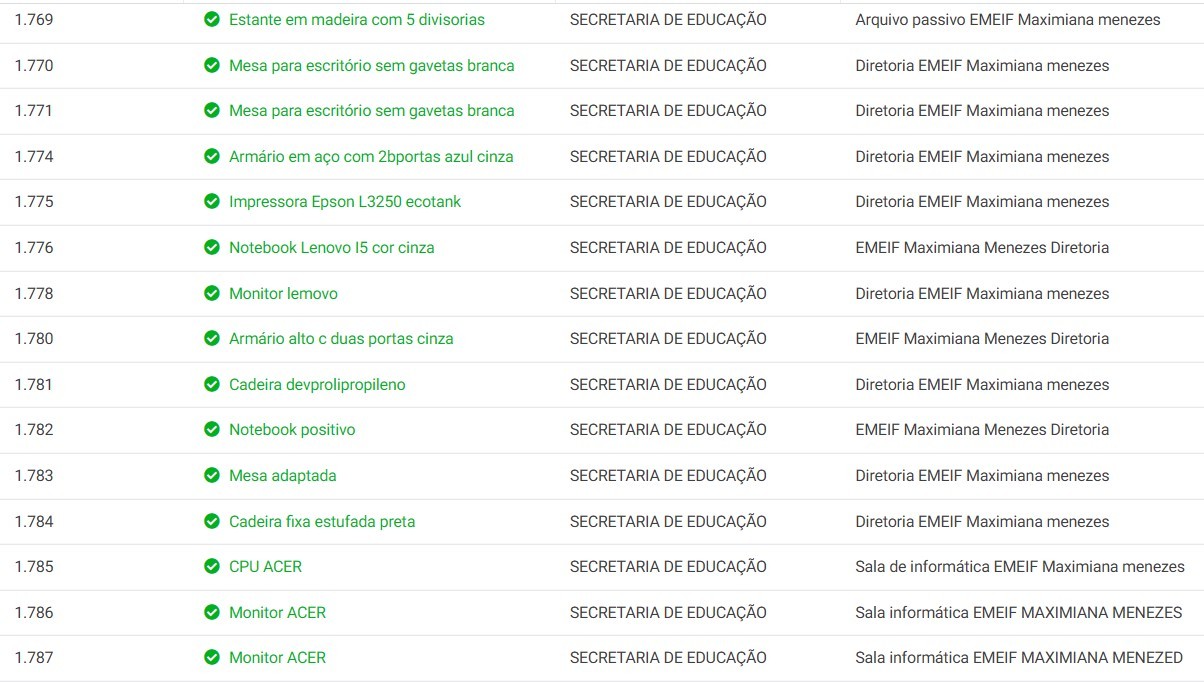 1.769 Estante em madeira com 5 divisorias SECRETARIA DE EDUCAÇÃO Arquivo passivo EMEIF Maximiana menezes
1.770 Mesa para escritório sem gavetas branca SECRETARIA DE EDUCAÇÃO Diretoria EMEIF Maximiana menezes
1.771 Mesa para escritório sem gavetas branca SECRETARIA DE EDUCAÇÃO Diretoria EMEIF Maximiana menezes
1.774 Armário em aço com 2bportas azul cinza SECRETARIA DE EDUCAÇÃO Diretoria EMEIF Maximiana menezes
1.775 Impressora Epson L3250 ecotank SECRETARIA DE EDUCAÇÃO Diretoria EMEIF Maximiana menezes
1.776 Notebook Lenovo I5 cor cinza SECRETARIA DE EDUCAÇÃO EMEIF Maximiana Menezes Diretoria
1.778 Monitor lemovo SECRETARIA DE EDUCAÇÃO Diretoria EMEIF Maximiana menezes
1.780 Armário alto c duas portas cinza SECRETARIA DE EDUCAÇÃO EMEIF Maximiana Menezes Diretoria
1.781 Cadeira devprolipropileno SECRETARIA DE EDUCAÇÃO Diretoria EMEIF Maximiana menezes
1.782 Notebook positivo SECRETARIA DE EDUCAÇÃO EMEIF Maximiana Menezes Diretoria
1.783 Mesa adaptada SECRETARIA DE EDUCAÇÃO Diretoria EMEIF Maximiana menezes
1.784 Cadeira fixa estufada preta SECRETARIA DE EDUCAÇÃO Diretoria EMEIF Maximiana menezes
1.785 CPU ACER SECRETARIA DE EDUCAÇÃO Sala de informática EMEIF Maximiana menezes
1.786 Monitor ACER SECRETARIA DE EDUCAÇÃO Sala informática EMEIF MAXIMIANA MENEZES
1.787 Monitor ACER SECRETARIA DE EDUCAÇÃO Sala informática EMEIF MAXIMIANA MENEZED